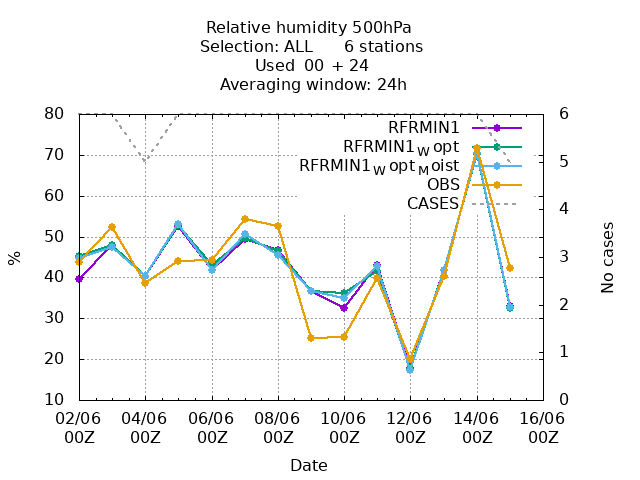 Relative humidity 500hPa
Selection: ALL 6 stations
Used 00 + 24
Averaging window: 24h
RFRMIN1
RFRMIN1_W opt
RFRMIN1_W opt_M oist
OBS
CASES
80
70
60
50
40
30
20
10
%
6
5
4
3
2
1
0
No cases
02/06 04/06 06/06 08/06 10/06 12/06 14/06 16/06
00Z 00Z 00Z 00Z 00Z 00Z 00Z 00Z
Date